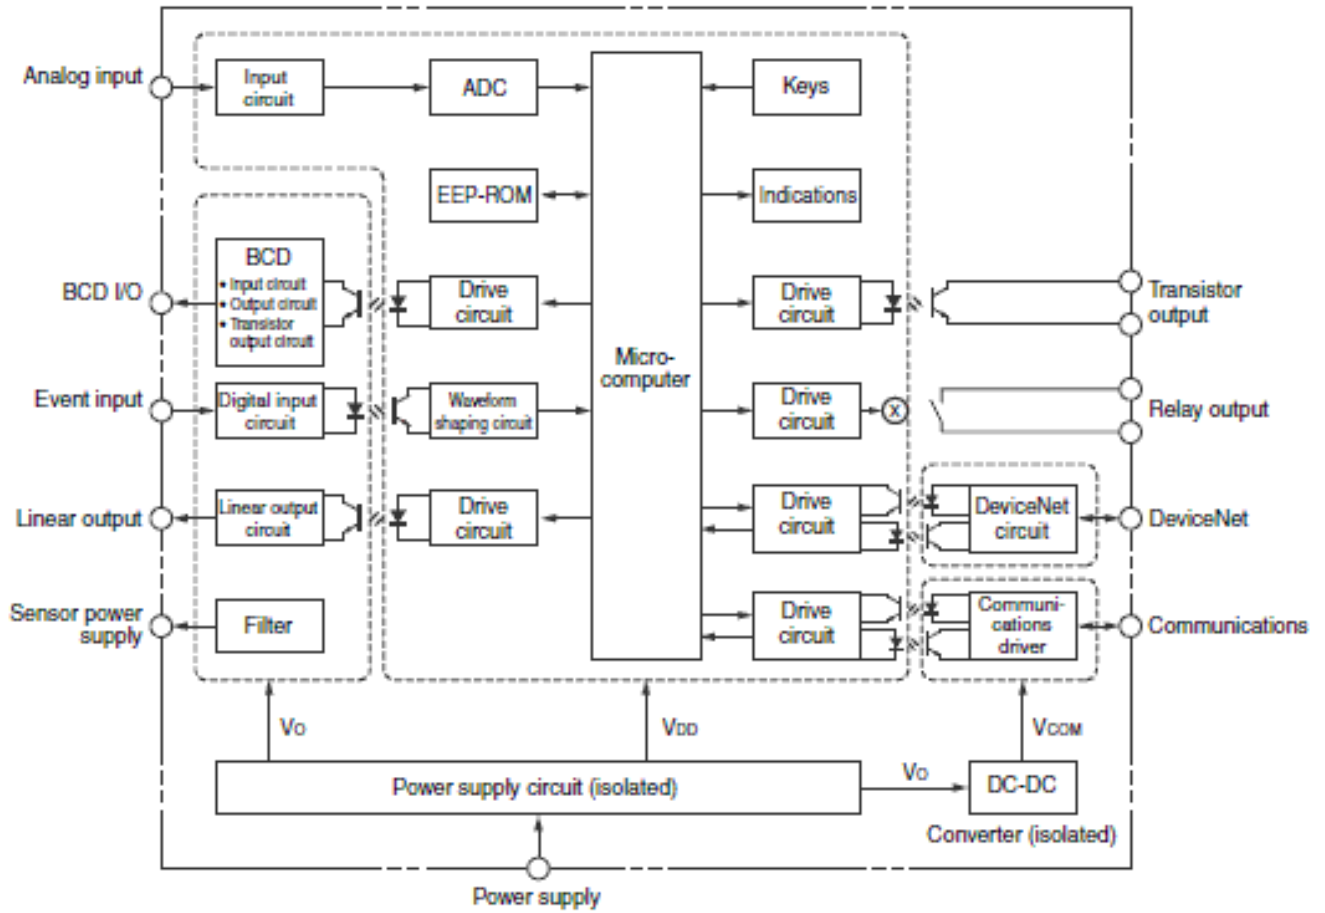 Analog input
Input
circuit
ADC
Keys
EEP-ROM
Indications
BCD I/O
BCD
• Input circuit
• Output circuit
• Transistor
output circuit
Drive
circuit
Micro-
computer
Drive
circuit
Transistor
output
Event input
Digital input
circuit
Waveform
shaping circuit
Drive
circuit
X
Relay output
Linear output
Linear output
circuit
Drive
circuit
Drive
circuit
DeviceNet
circuit
DeviceNet
Sensor power
supply
Filter
Drive
circuit
Communi-
cations
driver
Communications
VO
VDD
VCOM
Power supply circuit (isolated)
VO
DC-DC
Converter (isolated)
Power supply